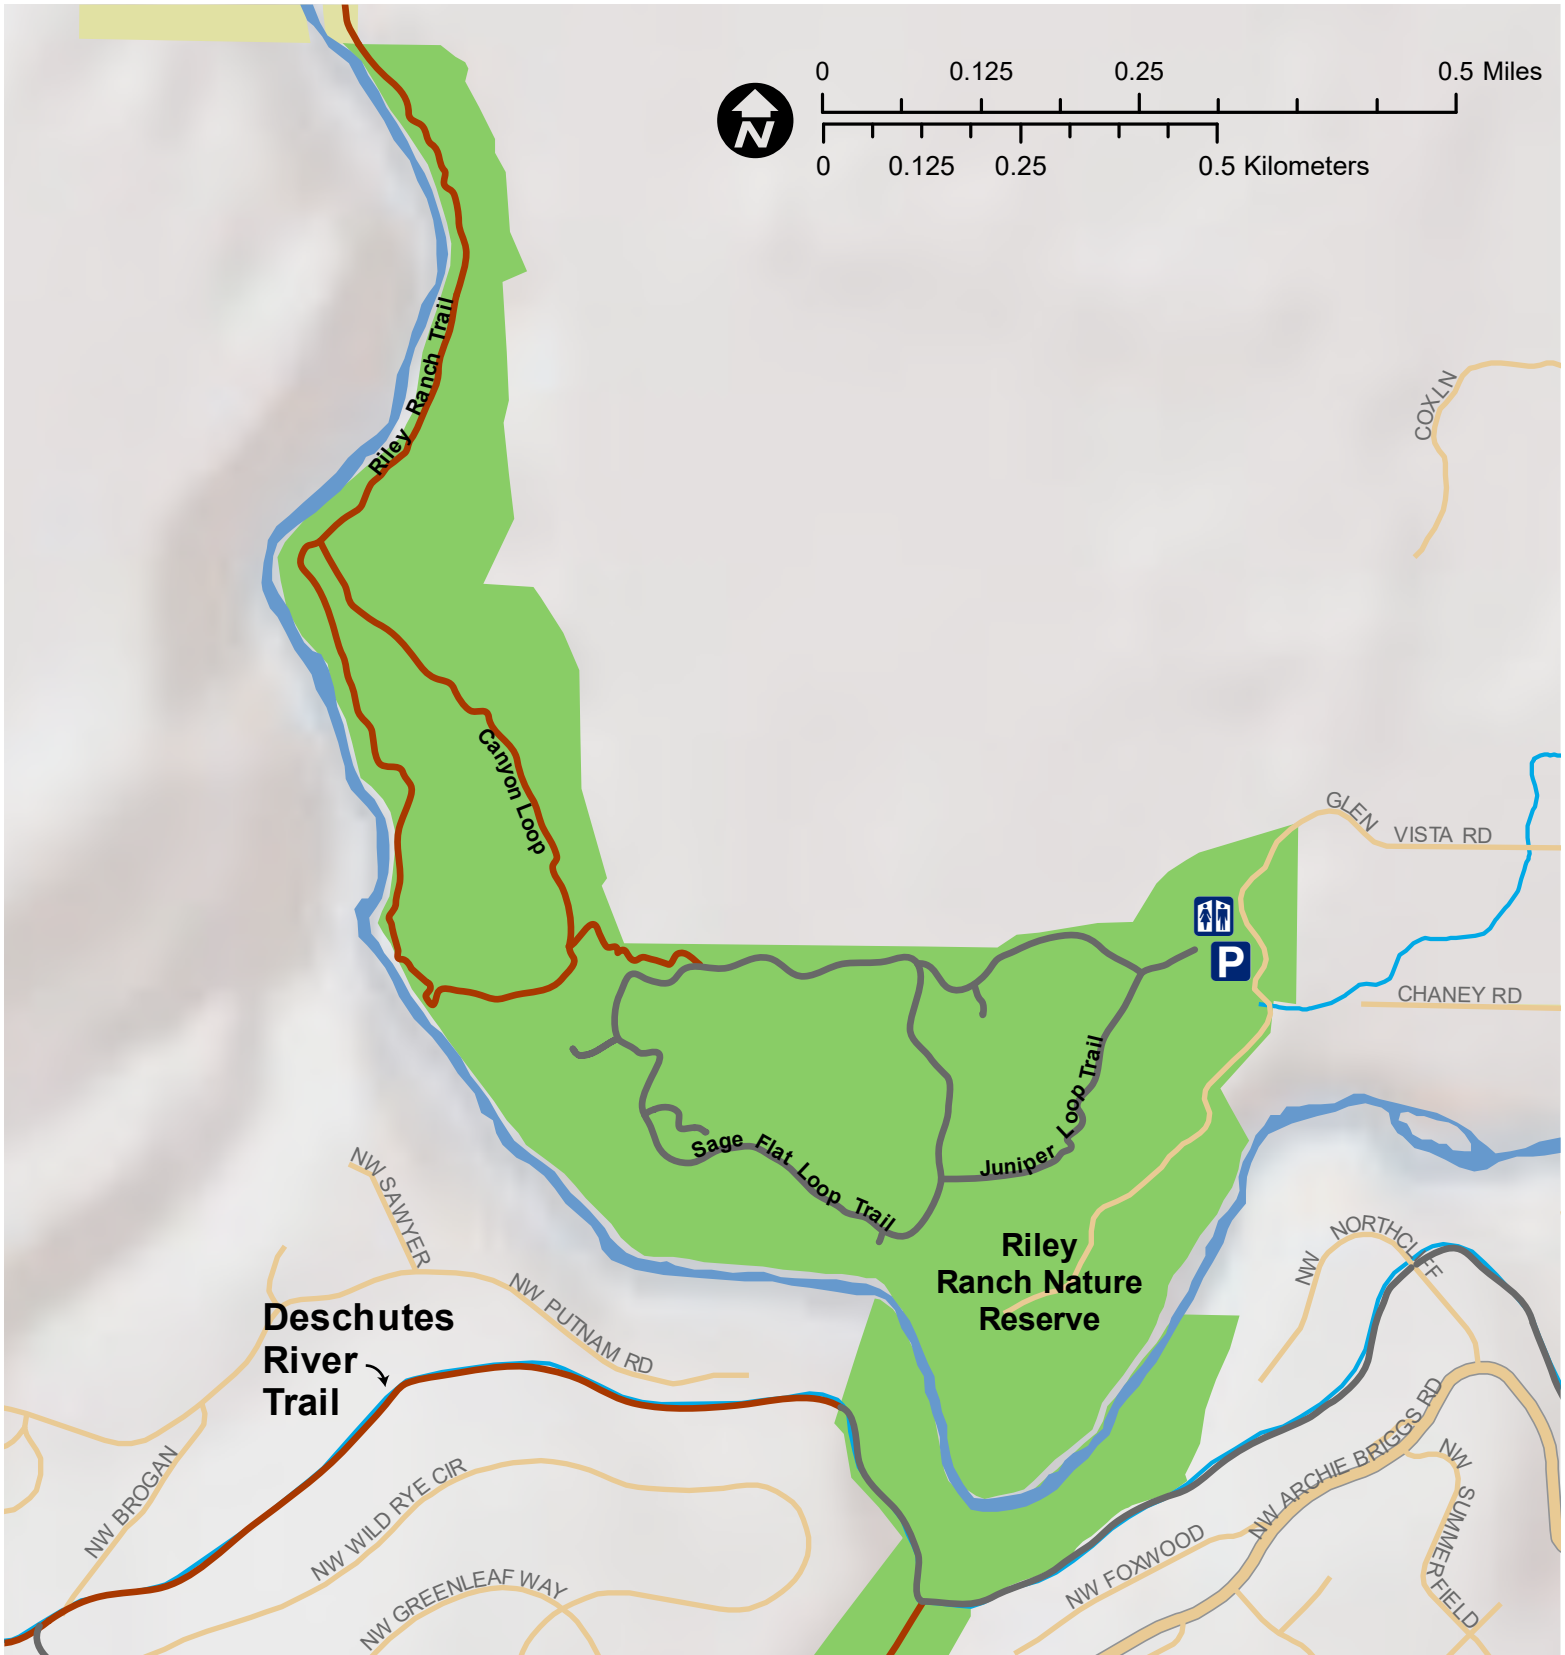 0 0.125 0.25 0.5 Miles
N
0 0.125 0.25 0.5 Kilometers
Riley Ranch Trail
COX LN
Canyon Loop
GLEN VISTA RD
P
CHANEY RD
Juniper Loop Trail
Sage Flat Loop Trail
NW SAWYER
Riley
Ranch Nature
Reserve
NW NORTHCLIFF
NW PUTNAM RD
Deschutes
River
Trail
NW ARCHIE BRIGGS RD
NW BROGAN
NW WILD RYE CIR
NW SUMMERFIELD
NW FOXWOOD
NW GREENLEAF WAY